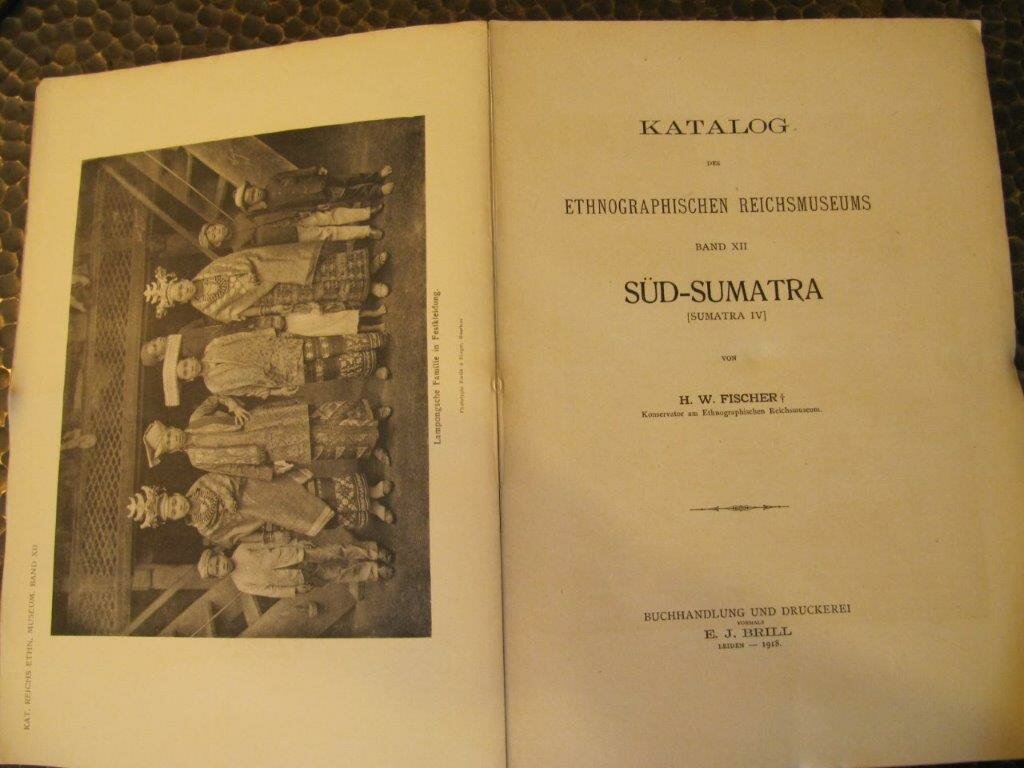 KAT. REICHS ETHN. MUSEUM. BAND XII
Lampongsche Familie in Festkleidung.
KATALOG
DES
ETHNOGRAPHISCHEN REICHSMUSEUMS
BAND XII
SÜD-SUMATRA
[SUMATRA IV]
VON
H. W. FISCHER †
Konservator am Ethnographischen Reichsmuseum.
BUCHHANDLUNG UND DRUCKEREI
VORMALS
E. J. BRILL
LEIDEN — 1918.